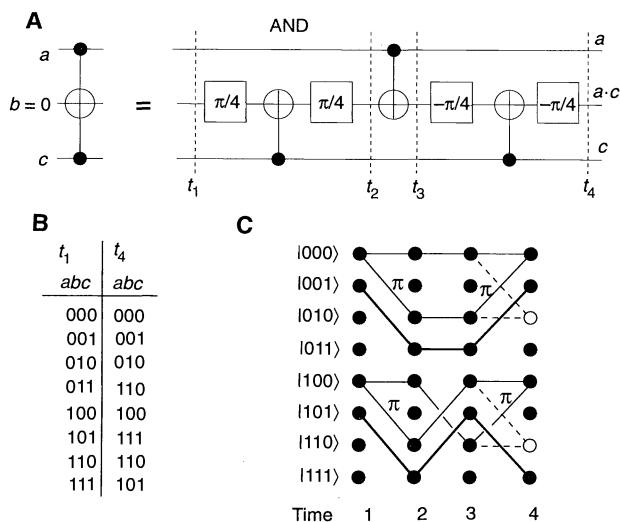 A
AND
a
b = 0
c
=
π/4
π/4
−π/4
−π/4
a
a·c
c
t1
t2
t3
t4
B
t1 t4
abc abc
000 000
001 001
010 010
011 110
100 100
101 111
110 110
111 101
C
|000⟩
|001⟩
|010⟩
|011⟩
|100⟩
|101⟩
|110⟩
|111⟩
π
π
π
π
Time 1 2 3 4